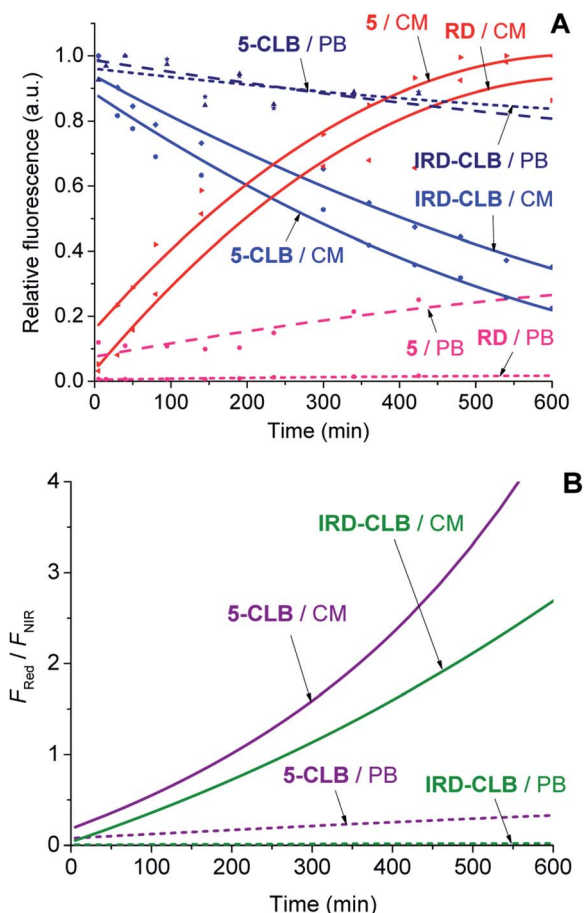 A
5-CLB / PB
5 / CM
RD / CM
1.0
0.8
IRD-CLB / PB
IRD-CLB / CM
0.6
Relative fluorescence (a.u.)
0.4
5-CLB / CM
0.2
5 / PB
RD / PB
0.0
0 100 200 300 400 500 600
Time (min)
B
4
IRD-CLB / CM
3
5-CLB / CM
F Red / F NIR
2
1
5-CLB / PB
IRD-CLB / PB
0
0 100 200 300 400 500 600
Time (min)